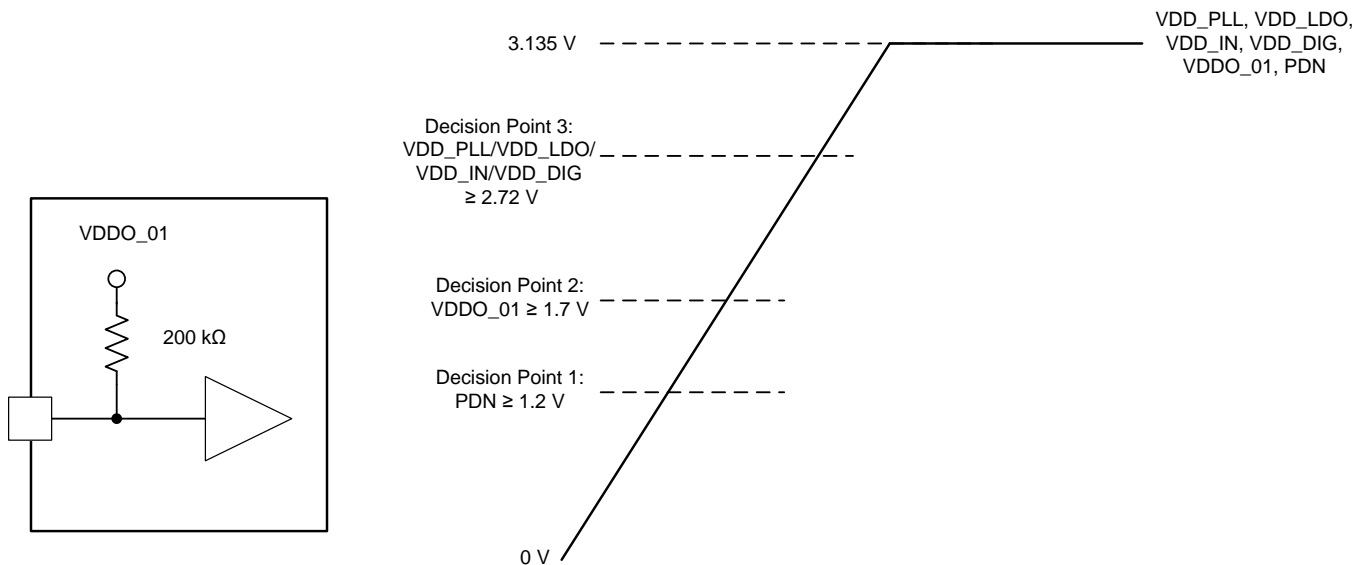 VDDO_01
200 kΩ
3.135 V
Decision Point 3:
VDD_PLL/VDD_LDO/
VDD_IN/VDD_DIG
≥ 2.72 V
Decision Point 2:
VDDO_01 ≥ 1.7 V
Decision Point 1:
PDN ≥ 1.2 V
0 V
VDD_PLL, VDD_LDO,
VDD_IN, VDD_DIG,
VDDO_01, PDN